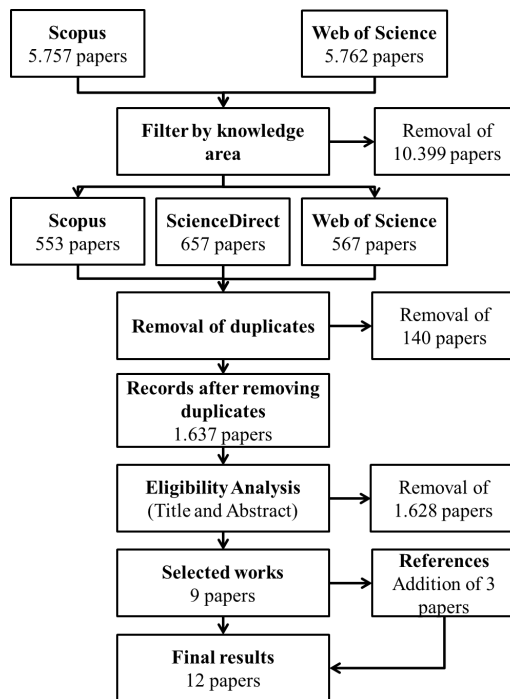 Scopus
5.757 papers
Web of Science
5.762 papers
Filter by knowledge
area
Removal of
10.399 papers
Scopus
553 papers
ScienceDirect
657 papers
Web of Science
567 papers
Removal of duplicates
Removal of
140 papers
Records after removing
duplicates
1.637 papers
Eligibility Analysis
(Title and Abstract)
Removal of
1.628 papers
Selected works
9 papers
References
Addition of 3
papers
Final results
12 papers